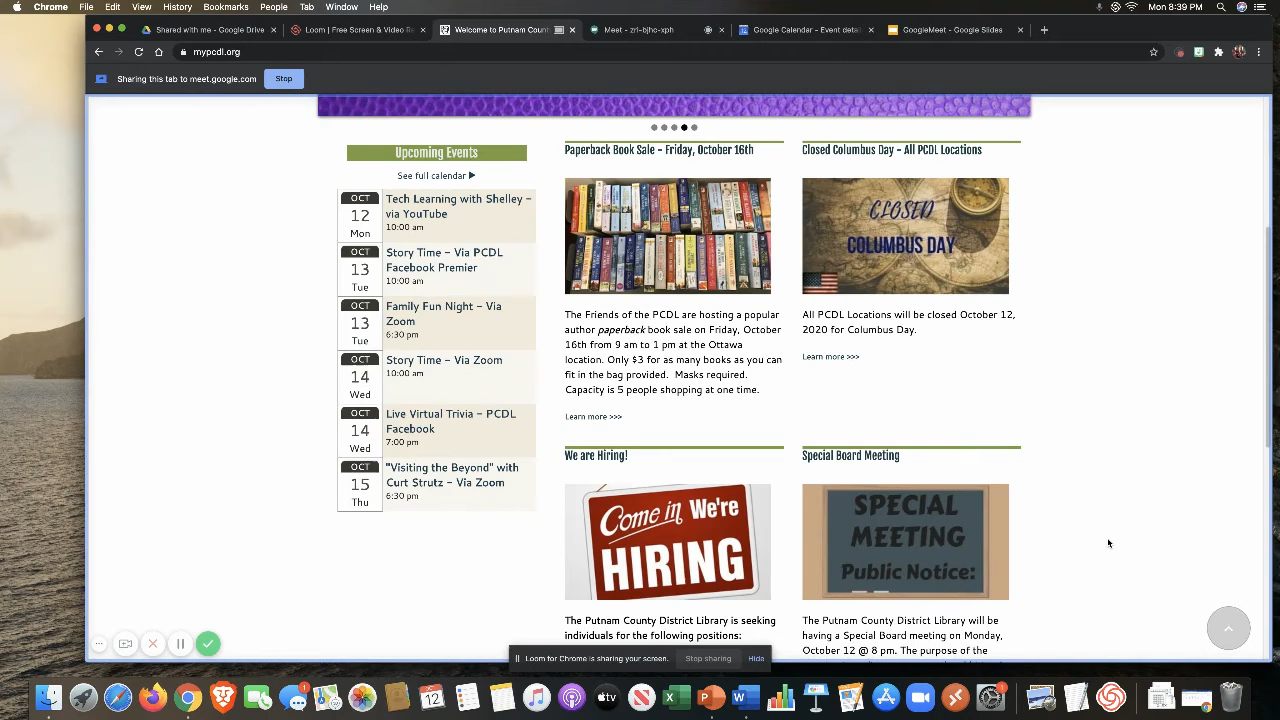 Chrome File Edit View History Bookmarks People Tab Window Help
Mon 8:39 PM
Shared with me - Google Drive
Loom | Free Screen & Video Re
Welcome to Putnam Count
Meet - zri-bjhc-xph
Google Calendar - Event deta
GoogleMeet - Google Slides
mypcdl.org
Sharing this tab to meet.google.com Stop
Upcoming Events
See full calendar
OCT
12
Mon
Tech Learning with Shelley -
via YouTube
10:00 am
OCT
13
Tue
Story Time - Via PCDL
Facebook Premier
10:00 am
OCT
13
Tue
Family Fun Night - Via
Zoom
6:30 pm
OCT
14
Wed
Story Time - Via Zoom
10:00 am
OCT
14
Wed
Live Virtual Trivia - PCDL
Facebook
7:00 pm
OCT
15
Thu
"Visiting the Beyond" with
Curt Strutz - Via Zoom
6:30 pm
Paperback Book Sale - Friday, October 16th
The Friends of the PCDL are hosting a popular
author paperback book sale on Friday, October
16th from 9 am to 1 pm at the Ottawa
location. Only $3 for as many books as you can
fit in the bag provided. Masks required.
Capacity is 5 people shopping at one time.
Learn more >>>
Closed Columbus Day - All PCDL Locations
CLOSED
COLUMBUS DAY
All PCDL Locations will be closed October 12,
2020 for Columbus Day.
Learn more >>>
We are Hiring!
Come in We're
HIRING
The Putnam County District Library is seeking
individuals for the following positions:
Special Board Meeting
SPECIAL
MEETING
Public Notice:
The Putnam County District Library will be
having a Special Board meeting on Monday,
October 12 @ 8 pm. The purpose of the
Loom for Chrome is sharing your screen. Stop sharing Hide
1
12
tv